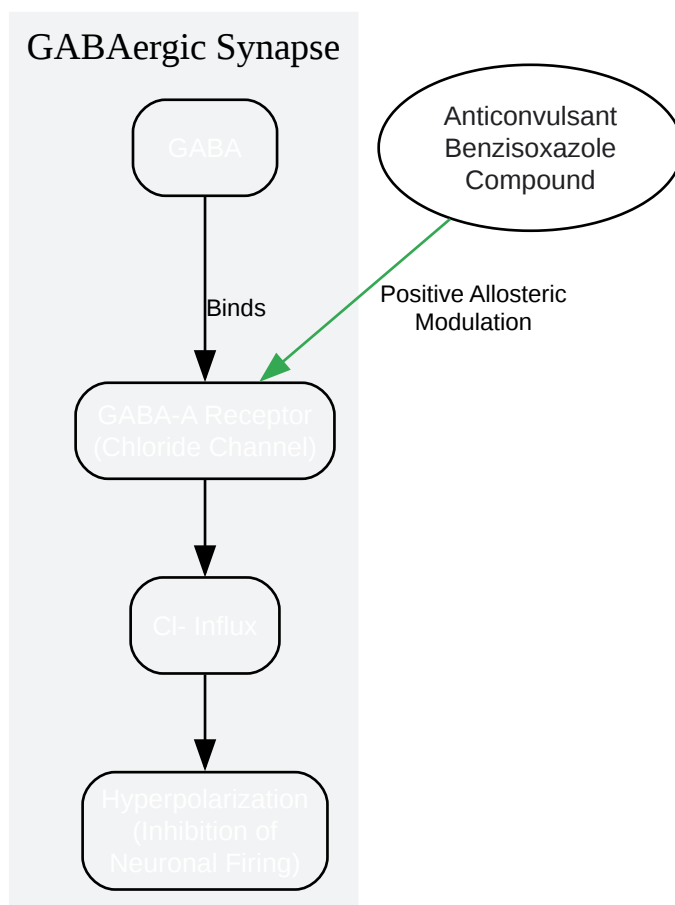 GABAergic Synapse
GABA
Anticonvulsant
Benzisoxazole
Compound
Binds
Positive Allosteric
Modulation
GABA-A Receptor
(Chloride Channel)
Cl- Influx
Hyperpolarization
(Inhibition of
Neuronal Firing)